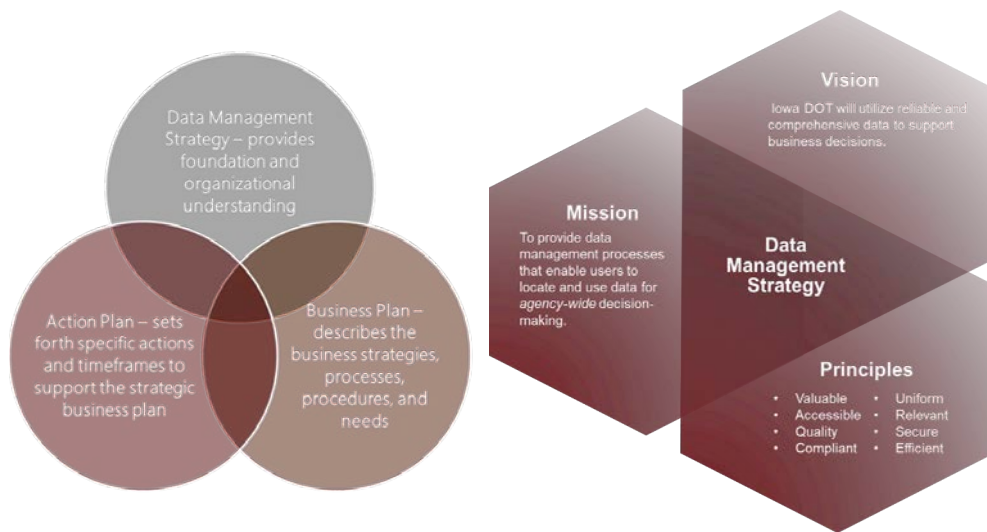 Data Management
Strategy – provides
foundation and
organizational
understanding
Action Plan – sets
forth specific actions
and timeframes to
support the strategic
business plan
Business Plan –
describes the
business strategies,
processes,
procedures, and
needs
Vision
Iowa DOT will utilize reliable and
comprehensive data to support
business decisions.
Mission
To provide data
management processes
that enable users to
locate and use data for
agency-wide decision-
making.
Data
Management
Strategy
Principles
• Valuable • Uniform
• Accessible • Relevant
• Quality • Secure
• Compliant • Efficient